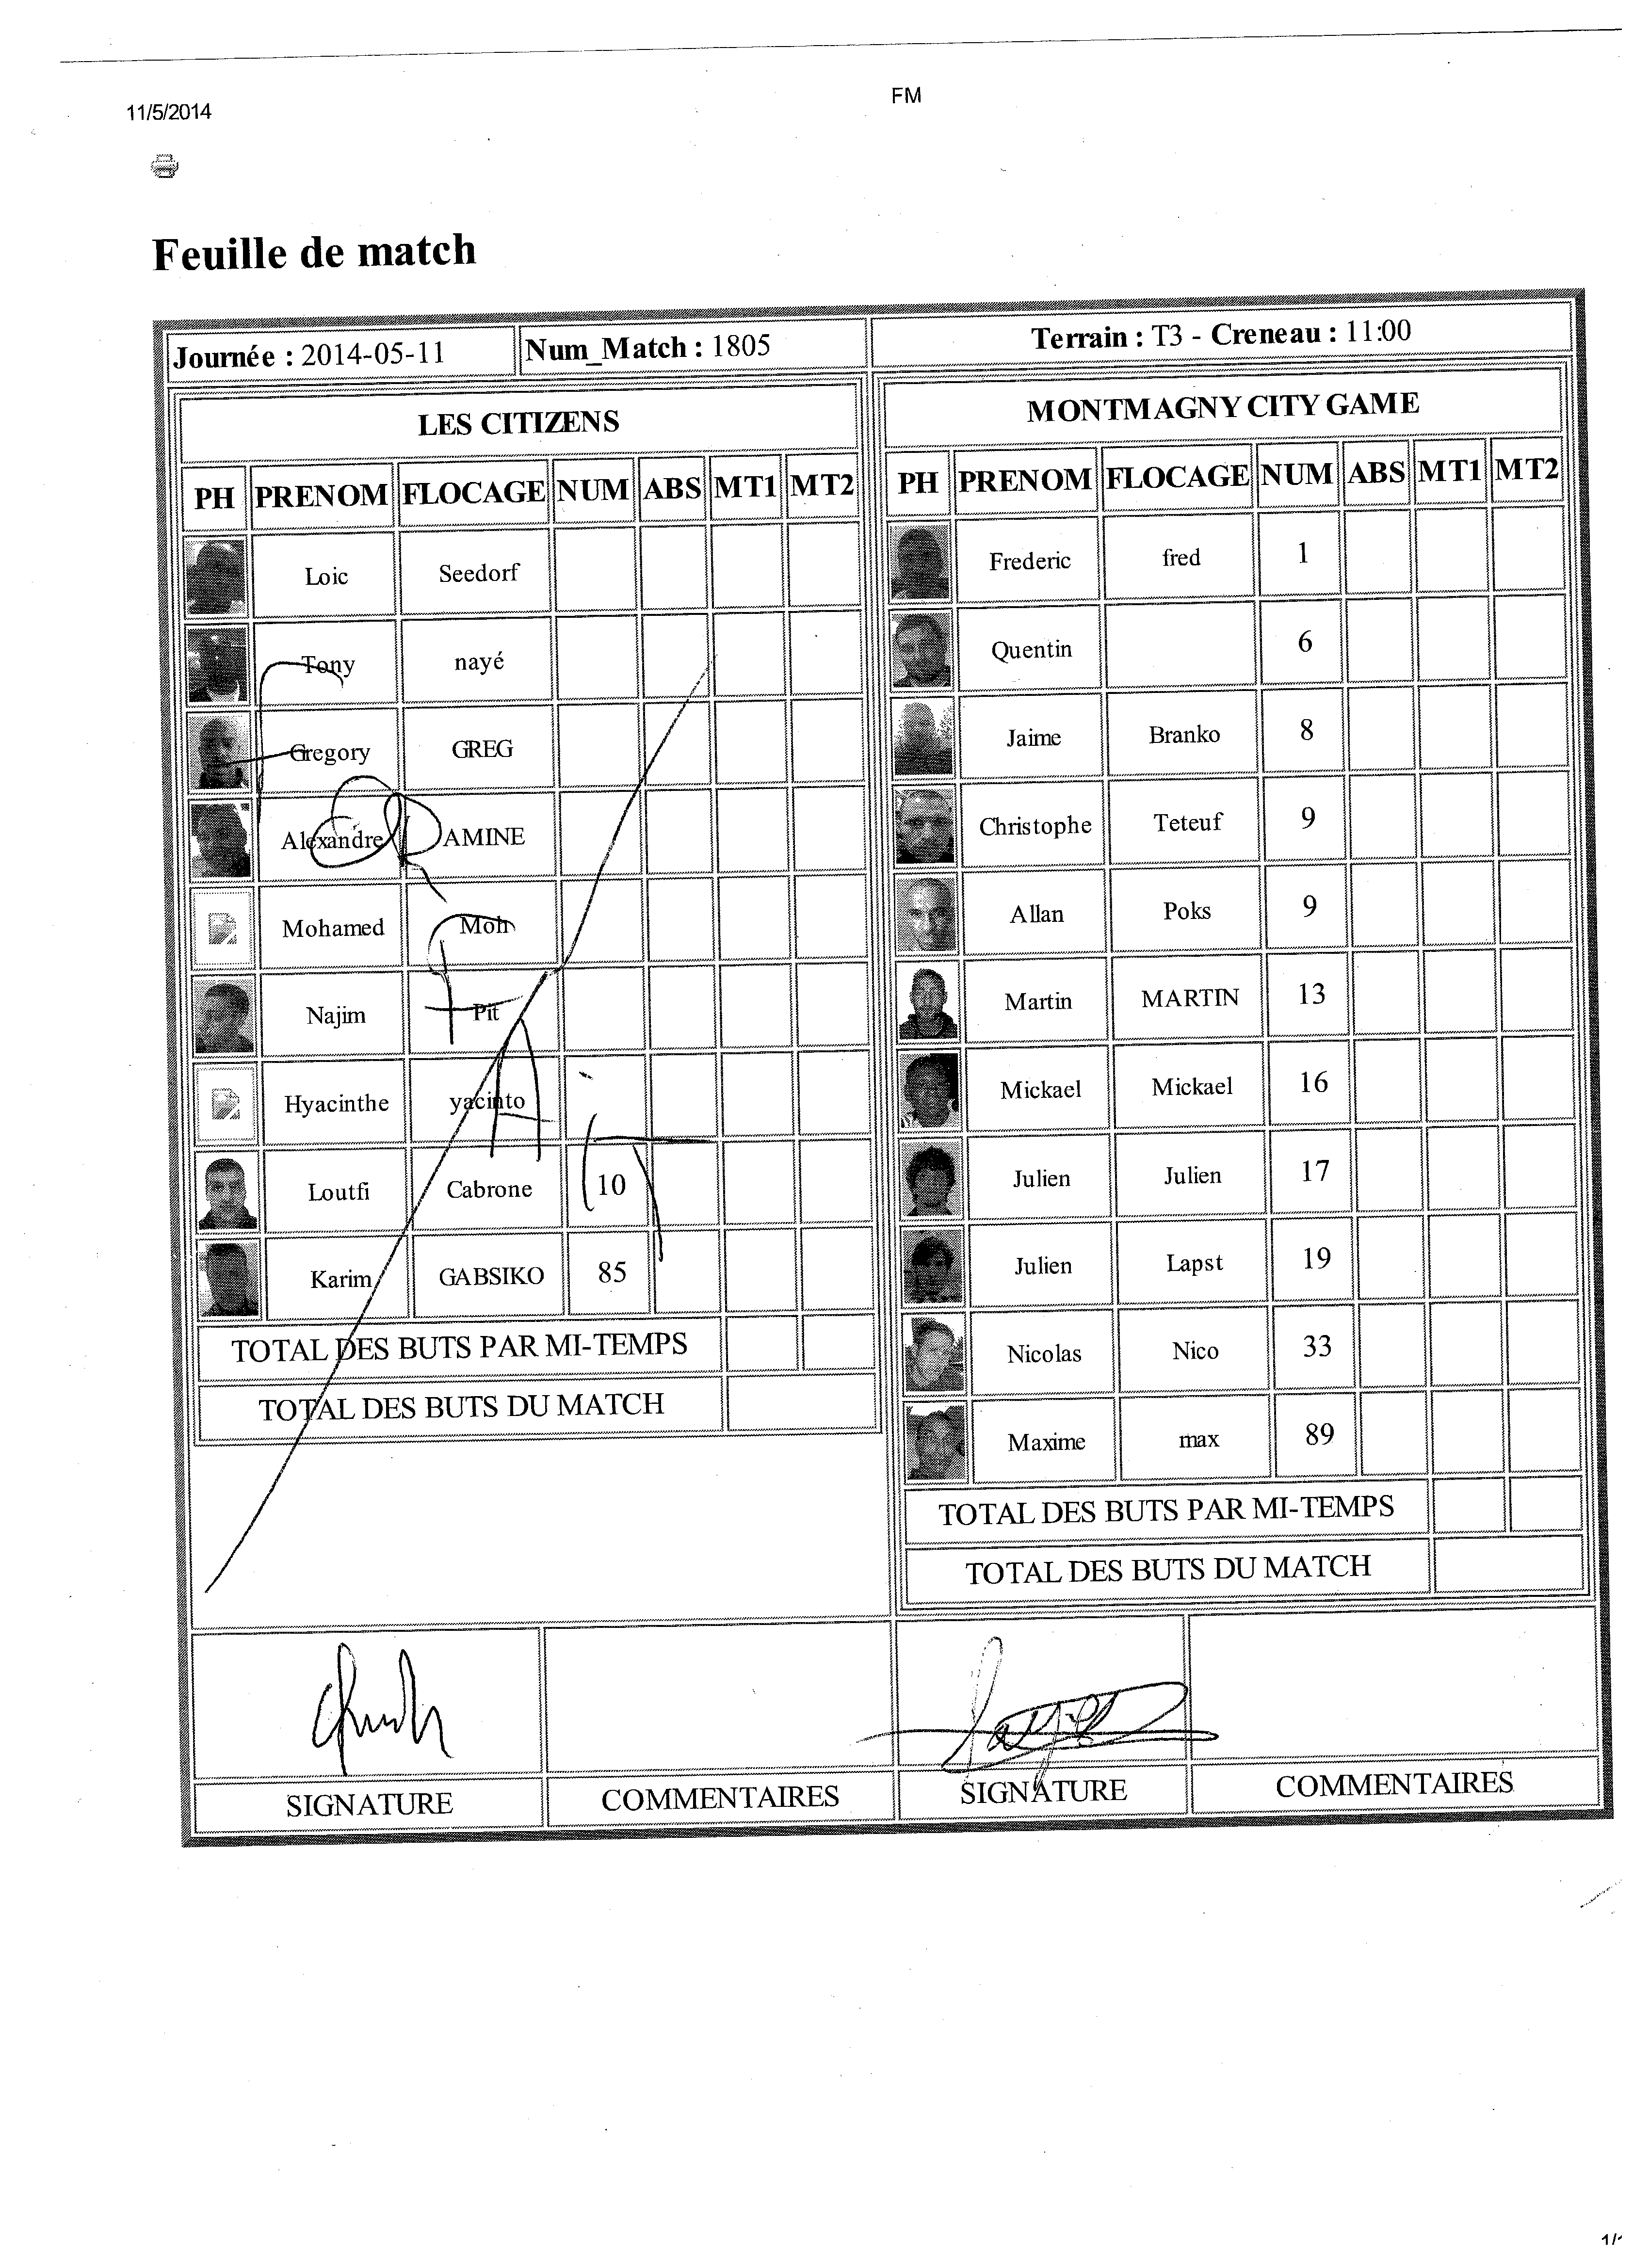 11/5/2014
FM
Feuille de match
Journée : 2014-05-11 Num_Match : 1805 Terrain : T3 - Creneau : 11:00
LES CITIZENS
PH PRENOM FLOCAGE NUM ABS MT1 MT2
Loic Seedorf
Tony nayé
Gregory GREG
Alexandre AMINE
Mohamed Moh
Najim Pit
Hyacinthe yacinto
Loutfi Cabrone 10
Karim GABSIKO 85
TOTAL DES BUTS PAR MI-TEMPS
TOTAL DES BUTS DU MATCH
MONTMAGNY CITY GAME
PH PRENOM FLOCAGE NUM ABS MT1 MT2
Frederic fred 1
Quentin 6
Jaime Branko 8
Christophe Teteuf 9
Allan Poks 9
Martin MARTIN 13
Mickael Mickael 16
Julien Julien 17
Julien Lapst 19
Nicolas Nico 33
Maxime max 89
TOTAL DES BUTS PAR MI-TEMPS
TOTAL DES BUTS DU MATCH
SIGNATURE COMMENTAIRES SIGNATURE COMMENTAIRES